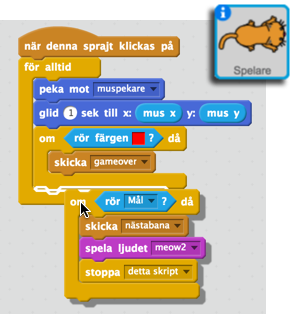 när denna sprajt klickas på
Spelare
för alltid
peka mot muspekare
glid 1 sek till x: mus x y: mus y
om rör färgen ? då
skicka gameover
om rör Mål ? då
skicka nästabana
spela ljudet meow2
stoppa detta skript